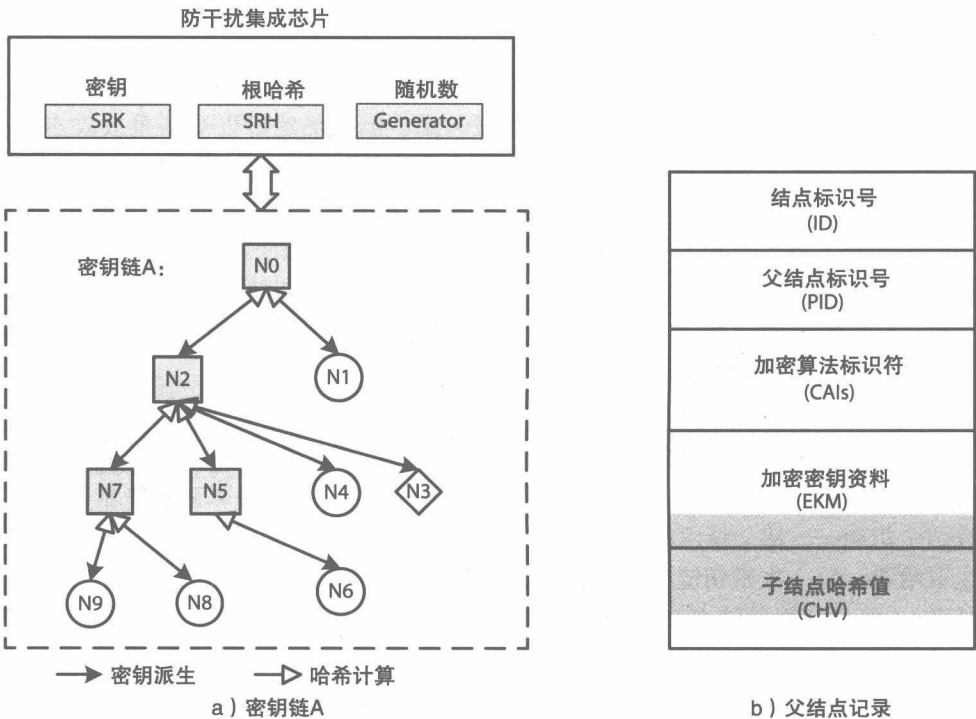 防干扰集成芯片
密钥 根哈希 随机数
SRK SRH Generator
密钥链A:
N0
N2 N1
N7 N5 N4 N3
N9 N8 N6
密钥派生 哈希计算
a）密钥链A
结点标识号
(ID)
父结点标识号
(PID)
加密算法标识符
(CAIs)
加密密钥资料
(EKM)
子结点哈希值
(CHV)
b）父结点记录